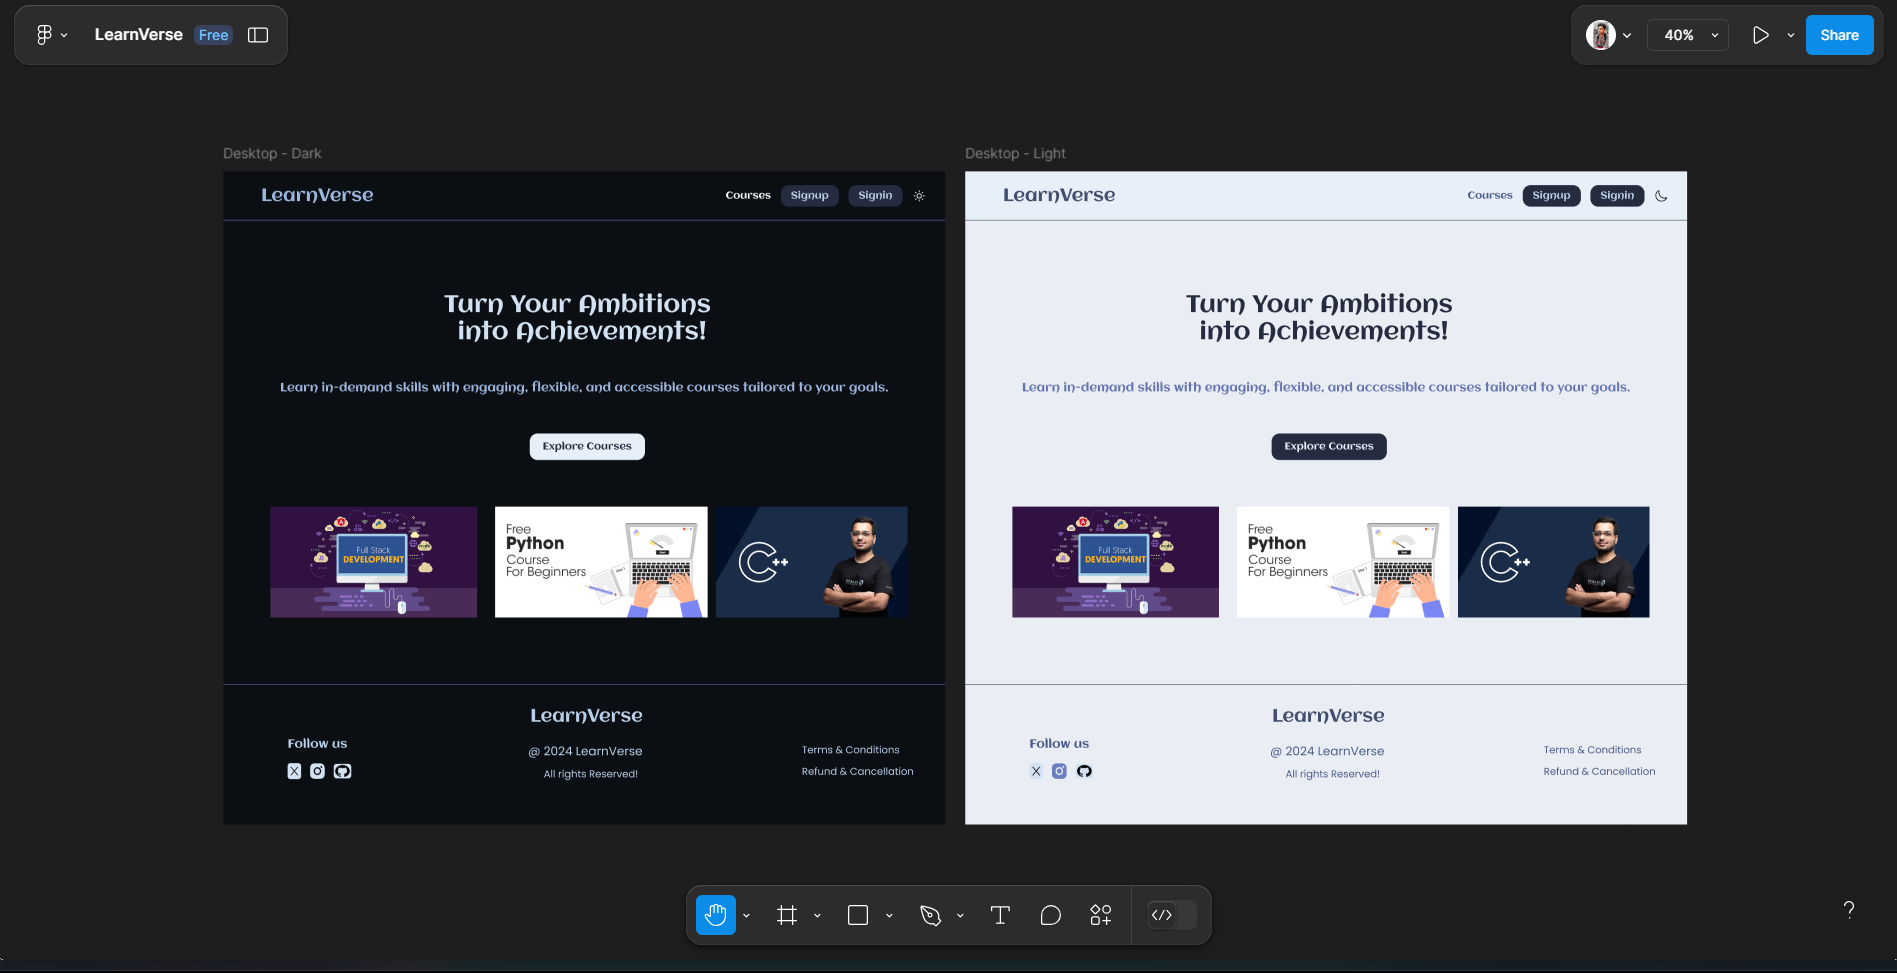 LearnVerse Free
40% Share
Desktop - Dark
LearnVerse Courses Signup Signin
Turn Your Ambitions
into Achievements!
Learn in-demand skills with engaging, flexible, and accessible courses tailored to your goals.
Explore Courses
Full Stack
DEVELOPMENT
Free
Python
Course
For Beginners
C++
LearnVerse
Follow us
@ 2024 LearnVerse
All rights Reserved!
Terms & Conditions
Refund & Cancellation
Desktop - Light
LearnVerse Courses Signup Signin
Turn Your Ambitions
into Achievements!
Learn in-demand skills with engaging, flexible, and accessible courses tailored to your goals.
Explore Courses
Full Stack
DEVELOPMENT
Free
Python
Course
For Beginners
C++
LearnVerse
Follow us
@ 2024 LearnVerse
All rights Reserved!
Terms & Conditions
Refund & Cancellation
?